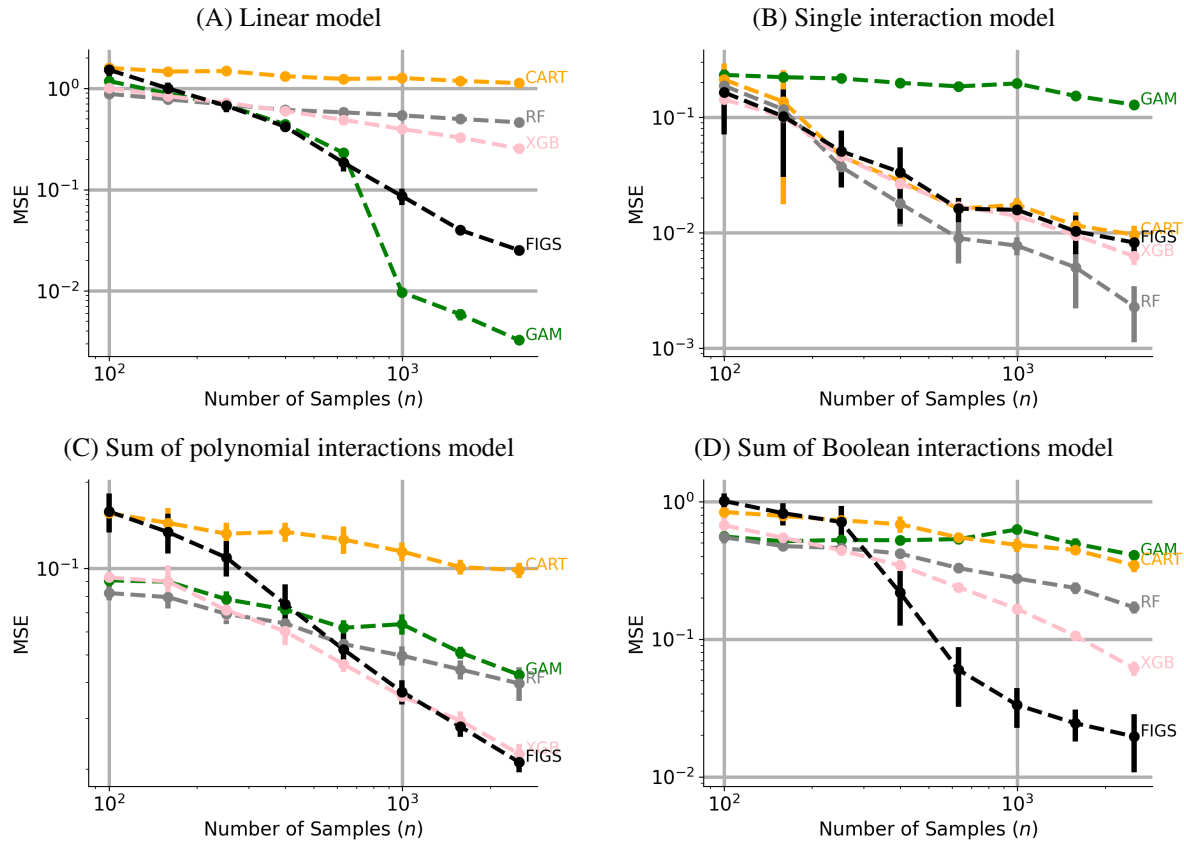 (A) Linear model
(B) Single interaction model
10^0
10^-1
10^-2
MSE
CART
RF
XGB
FIGS
GAM
10^2
10^3
Number of Samples (n)
10^-1
10^-2
10^-3
MSE
GAM
CART
FIGS
XGB
RF
10^2
10^3
Number of Samples (n)
(C) Sum of polynomial interactions model
(D) Sum of Boolean interactions model
10^-1
MSE
CART
GAM
RF
XGB
FIGS
10^2
10^3
Number of Samples (n)
10^0
10^-1
10^-2
MSE
GAM
CART
RF
XGB
FIGS
10^2
10^3
Number of Samples (n)